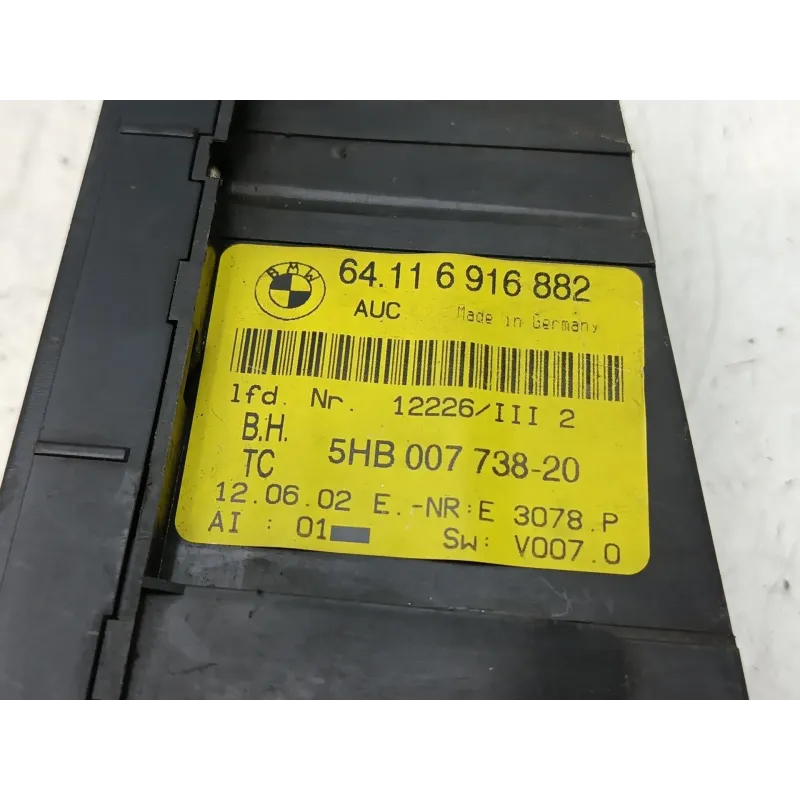 BMW
64.11 6 916 882
AUC Made in Germany
lfd. Nr. 12226/III 2
B.H.
TC 5HB 007 738-20
12.06.02 E.-NR:E 3078.P
AI : 01 SW: V007.0